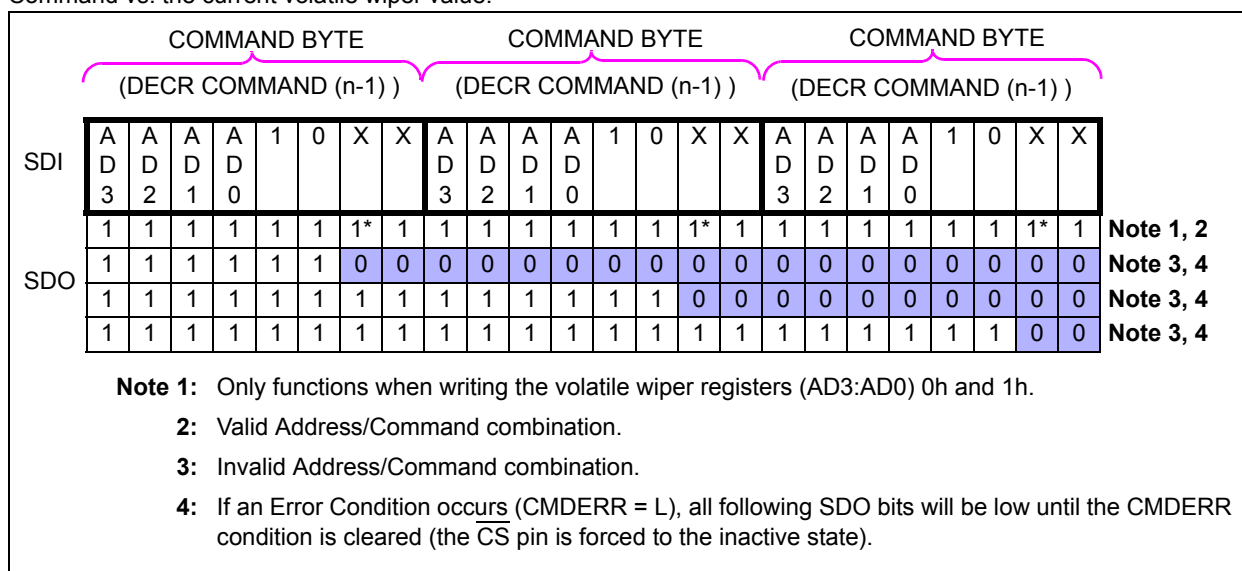 Command vs. the current volatile wiper value.
COMMAND BYTE COMMAND BYTE COMMAND BYTE
(DECR COMMAND (n-1) ) (DECR COMMAND (n-1) ) (DECR COMMAND (n-1) )
SDI A A A A 1 0 X X A A A A 1 0 X X A A A A 1 0 X X
D D D D D D D D D D D D
3 2 1 0 3 2 1 0 3 2 1 0
1 1 1 1 1 1 1* 1 1 1 1 1 1 1 1* 1 1 1 1 1 1 1 1* 1 Note 1, 2
SDO 1 1 1 1 1 1 0 0 0 0 0 0 0 0 0 0 0 0 0 0 0 0 0 0 Note 3, 4
1 1 1 1 1 1 1 1 1 1 1 1 1 1 0 0 0 0 0 0 0 0 0 0 Note 3, 4
1 1 1 1 1 1 1 1 1 1 1 1 1 1 1 1 1 1 1 1 1 1 0 0 Note 3, 4
Note 1: Only functions when writing the volatile wiper registers (AD3:AD0) 0h and 1h.
2: Valid Address/Command combination.
3: Invalid Address/Command combination.
4: If an Error Condition occurs (CMDERR = L), all following SDO bits will be low until the CMDERR
condition is cleared (the CS pin is forced to the inactive state).